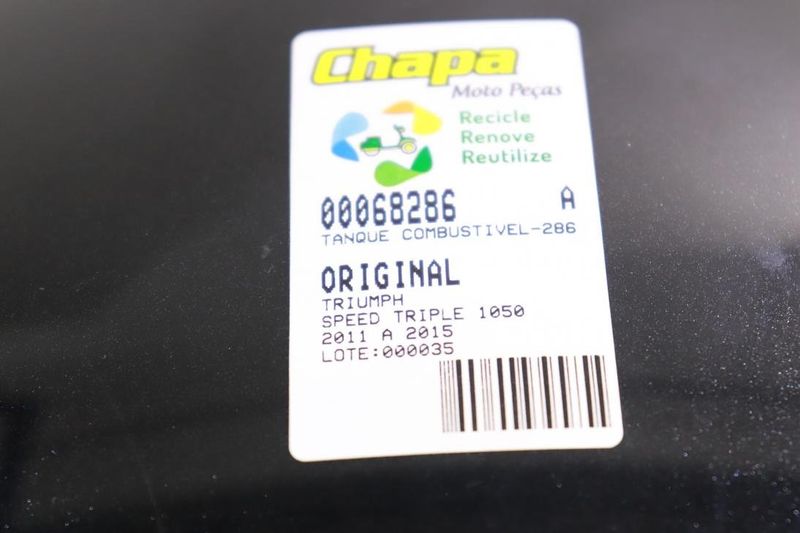 Chapa
Moto Peças
Recicle
Renove
Reutilize
00068286 A
TANQUE COMBUSTIVEL-286
ORIGINAL
TRIUMPH
SPEED TRIPLE 1050
2011 A 2015
LOTE:000035